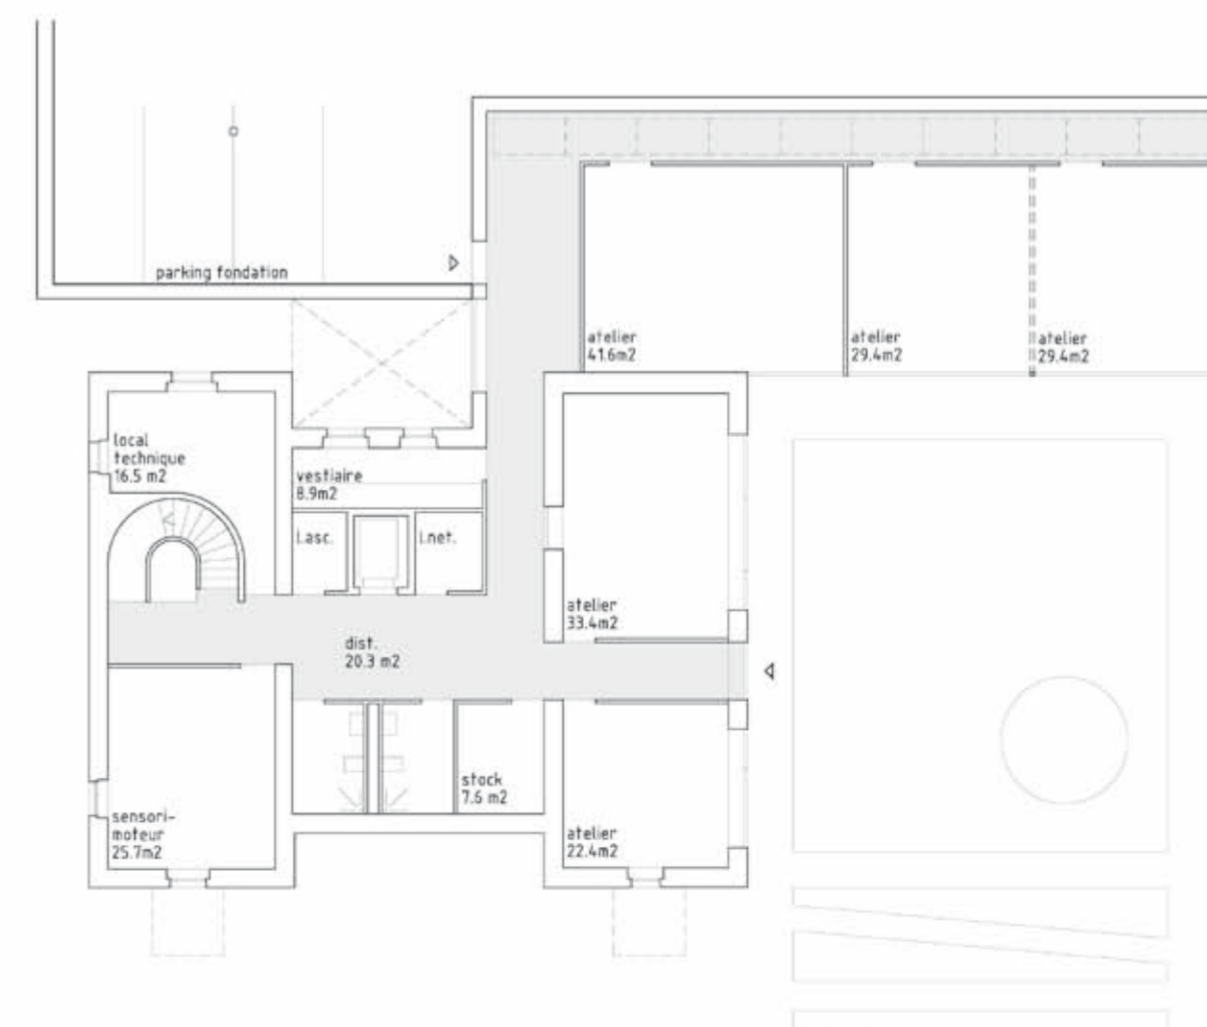 parking fondation
atelier
41.6m2
atelier
29.4m2
atelier
29.4m2
local
technique
16.5 m2
vestiaire
8.9m2
l.asc.
l.net.
atelier
33.4m2
dist.
20.3 m2
stock
7.6 m2
sensori-
moteur
25.7m2
atelier
22.4m2